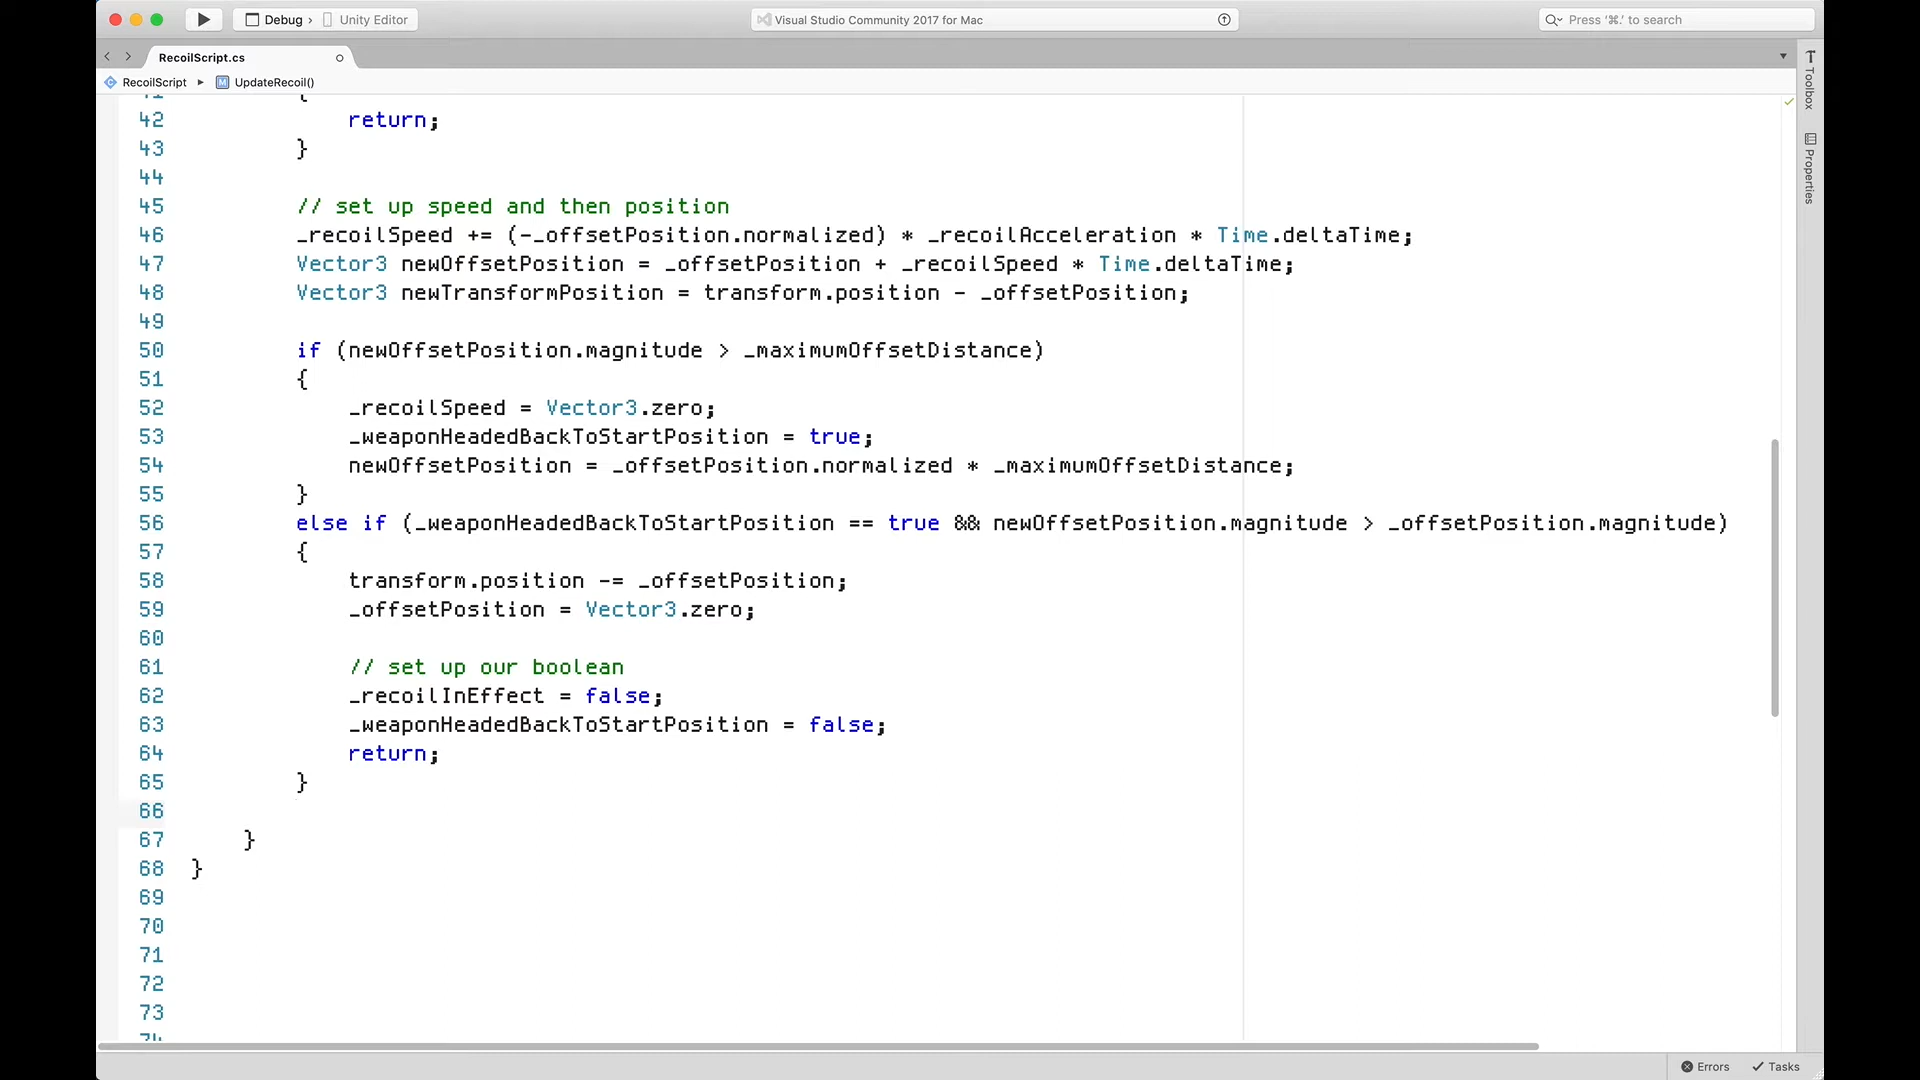 Debug › Unity Editor
Visual Studio Community 2017 for Mac
Press '⌘.' to search
RecoilScript.cs
RecoilScript ▸ UpdateRecoil()
41 {
42 return;
43 }
44
45 // set up speed and then position
46 _recoilSpeed += (-_offsetPosition.normalized) * _recoilAcceleration * Time.deltaTime;
47 Vector3 newOffsetPosition = _offsetPosition + _recoilSpeed * Time.deltaTime;
48 Vector3 newTransformPosition = transform.position - _offsetPosition;
49
50 if (newOffsetPosition.magnitude > _maximumOffsetDistance)
51 {
52 _recoilSpeed = Vector3.zero;
53 _weaponHeadedBackToStartPosition = true;
54 newOffsetPosition = _offsetPosition.normalized * _maximumOffsetDistance;
55 }
56 else if (_weaponHeadedBackToStartPosition == true && newOffsetPosition.magnitude > _offsetPosition.magnitude)
57 {
58 transform.position -= _offsetPosition;
59 _offsetPosition = Vector3.zero;
60
61 // set up our boolean
62 _recoilInEffect = false;
63 _weaponHeadedBackToStartPosition = false;
64 return;
65 }
66
67 }
68 }
69
70
71
72
73
74
Toolbox
Properties
Errors
Tasks